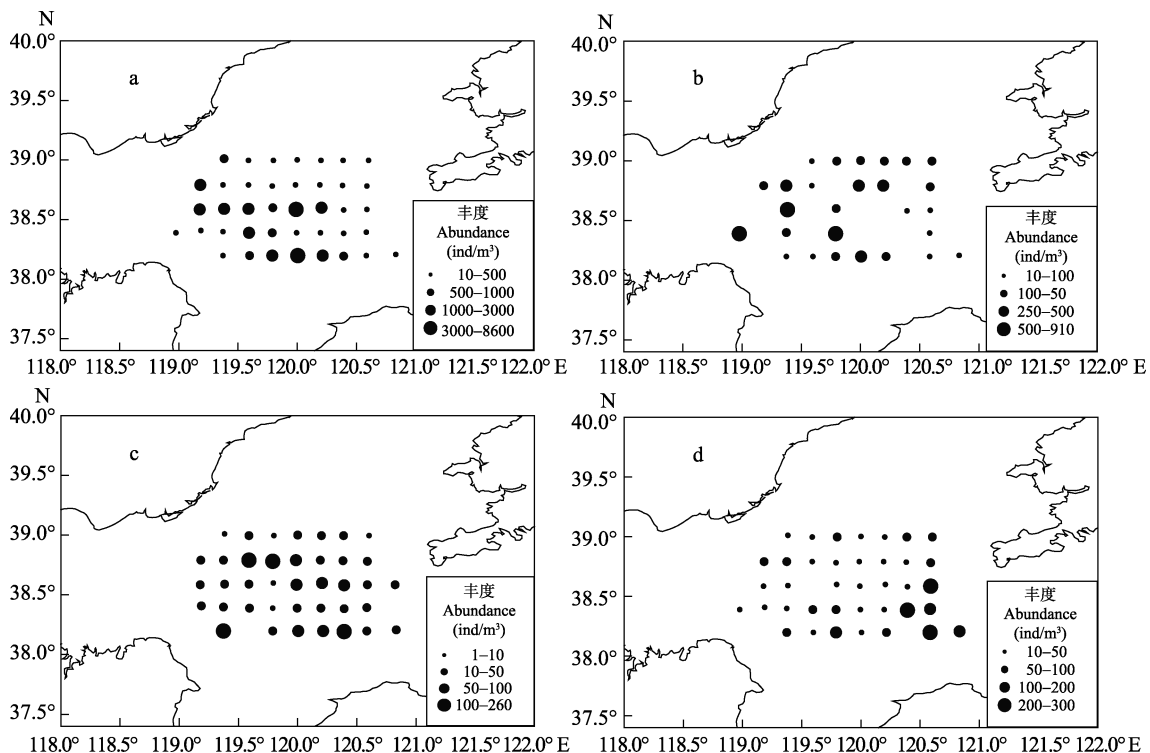 N
40.0°
39.5°
39.0°
38.5°
38.0°
37.5°
a
丰度
Abundance
(ind/m³)
10–500
500–1000
1000–3000
3000–8600
118.0° 118.5° 119.0° 119.5° 120.0° 120.5° 121.0° 121.5° 122.0° E
N
40.0°
39.5°
39.0°
38.5°
38.0°
37.5°
b
丰度
Abundance
(ind/m³)
10–100
100–50
250–500
500–910
118.0° 118.5° 119.0° 119.5° 120.0° 120.5° 121.0° 121.5° 122.0° E
N
40.0°
39.5°
39.0°
38.5°
38.0°
37.5°
c
丰度
Abundance
(ind/m³)
1–10
10–50
50–100
100–260
118.0° 118.5° 119.0° 119.5° 120.0° 120.5° 121.0° 121.5° 122.0° E
N
40.0°
39.5°
39.0°
38.5°
38.0°
37.5°
d
丰度
Abundance
(ind/m³)
10–50
50–100
100–200
200–300
118.0° 118.5° 119.0° 119.5° 120.0° 120.5° 121.0° 121.5° 122.0° E